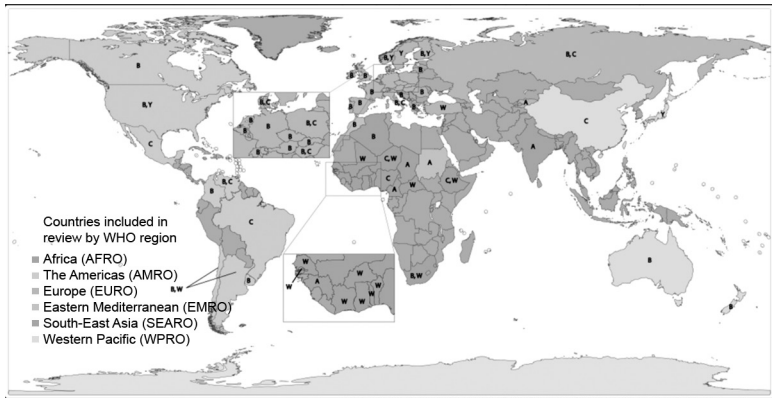 B
B,Y
C
B
B,C
C
B
B,W
B,Y
Y
B,Y
B
B
B
B
B
B
B
B,C
B
W
B
B
B,C
A
C
Y
A
B
B
W
C,W
A
A
C
A
W
C,W
B,W
B
B
B,C
B
B
B
B,C
B
B
B
B
B
B,C
W
W
A
W
W
W
W
W
W
Countries included in
review by WHO region
Africa (AFRO)
The Americas (AMRO)
Europe (EURO)
Eastern Mediterranean (EMRO)
South-East Asia (SEARO)
Western Pacific (WPRO)